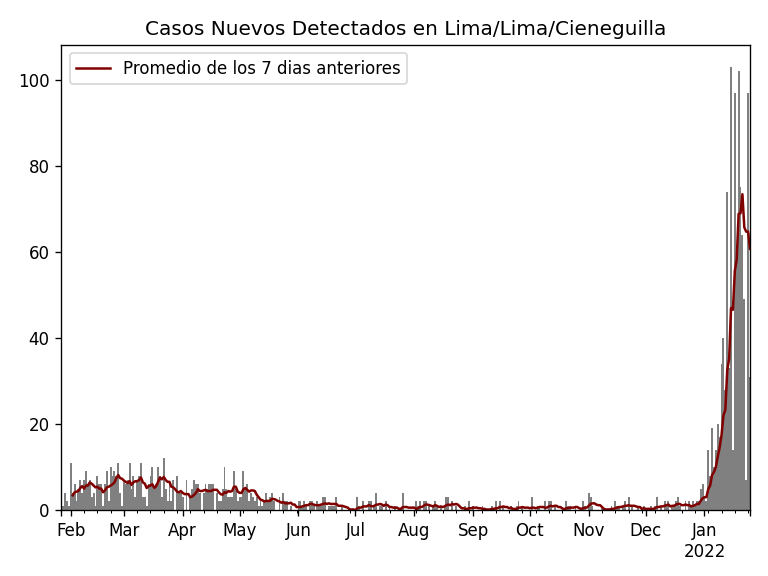 Casos Nuevos Detectados en Lima/Lima/Cieneguilla
Promedio de los 7 dias anteriores
100
80
60
40
20
0
Feb Mar Apr May Jun Jul Aug Sep Oct Nov Dec Jan
2022